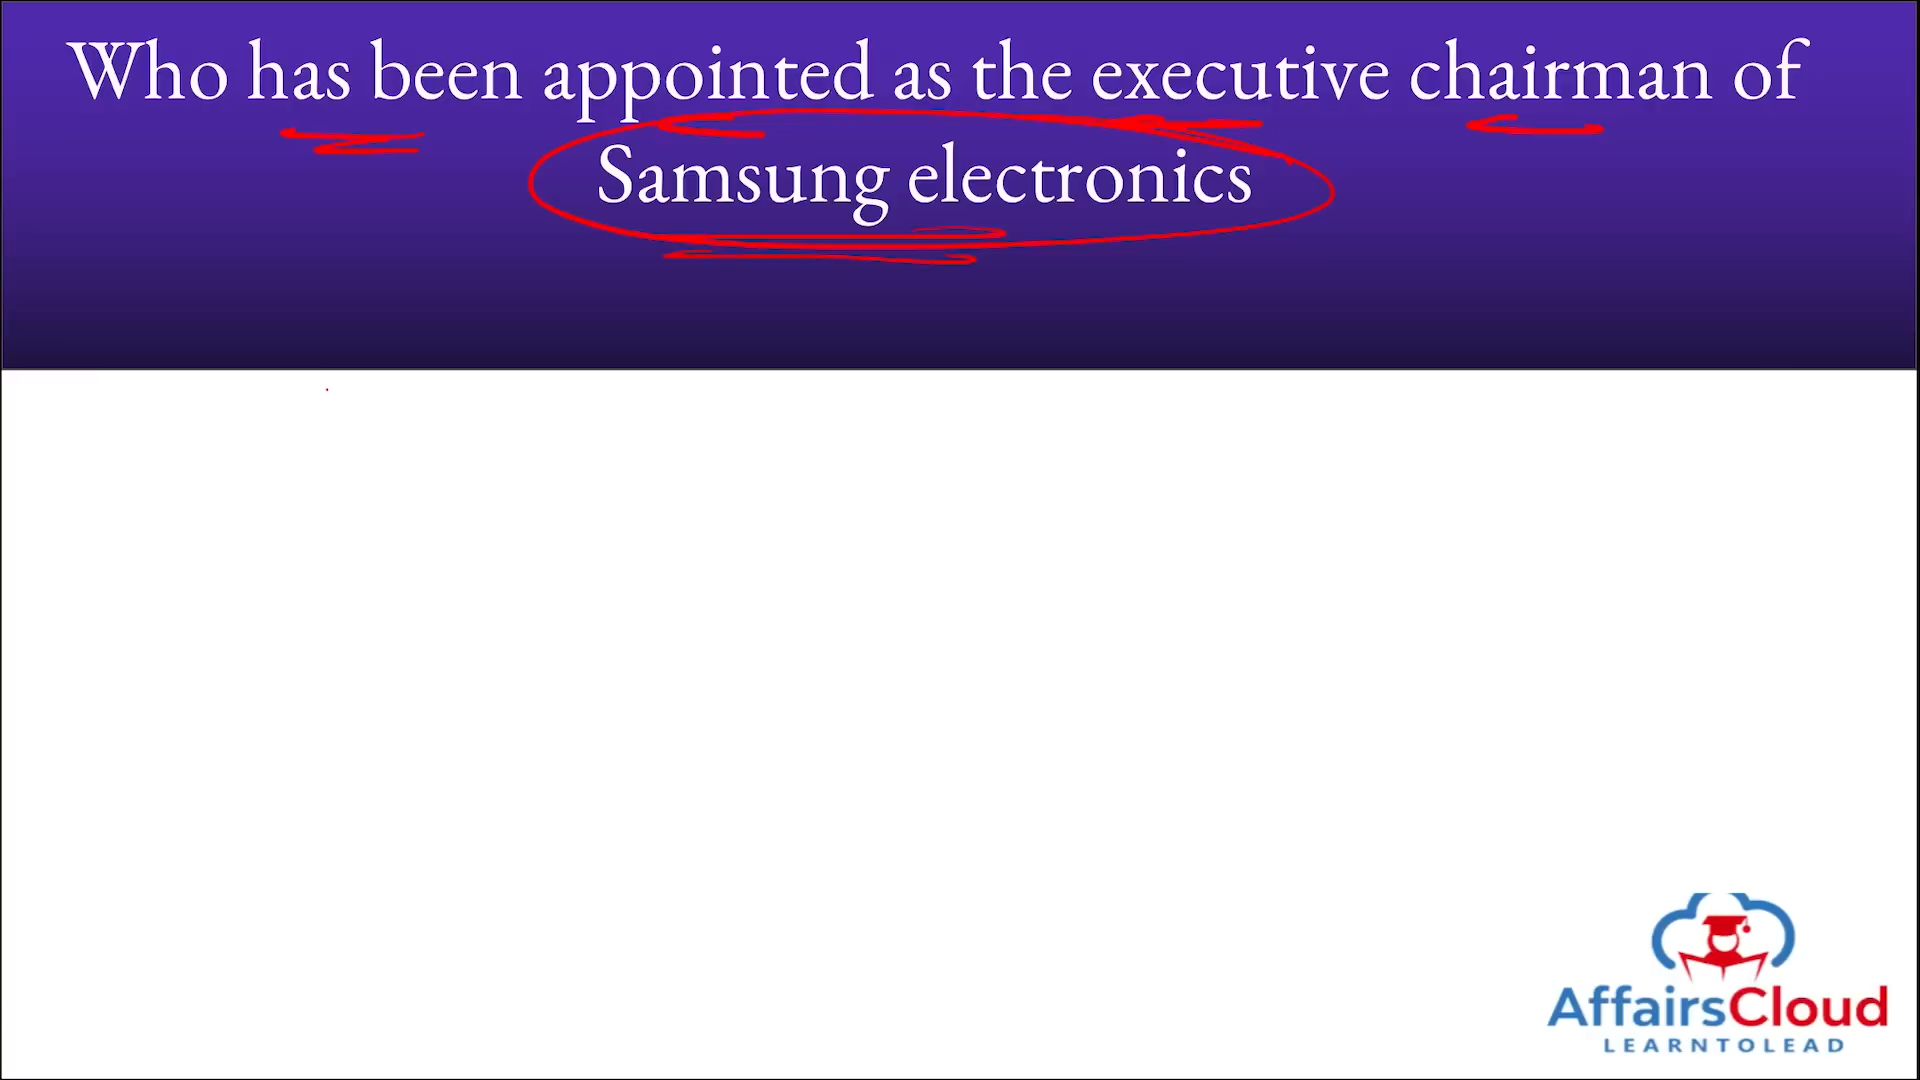 Who has been appointed as the executive chairman of
Samsung electronics
AffairsCloud
LEARNTOLEAD